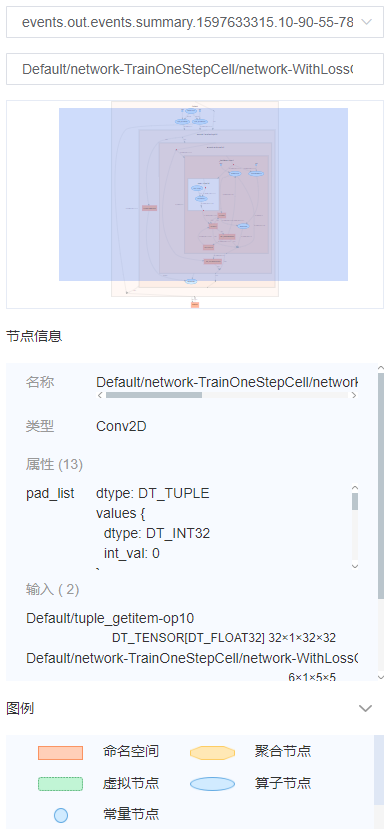 events.out.events.summary.1597633315.10-90-55-78
Default/network-TrainOneStepCell/network-WithLossC
节点信息
名称 Default/network-TrainOneStepCell/network
类型 Conv2D
属性 (13)
pad_list dtype: DT_TUPLE
values {
dtype: DT_INT32
int_val: 0
}
输入 ( 2)
Default/tuple_getitem-op10
DT_TENSOR[DT_FLOAT32] 32×1×32×32
Default/network-TrainOneStepCell/network-WithLossC
6×1×5×5
图例
命名空间 聚合节点
虚拟节点 算子节点
常量节点